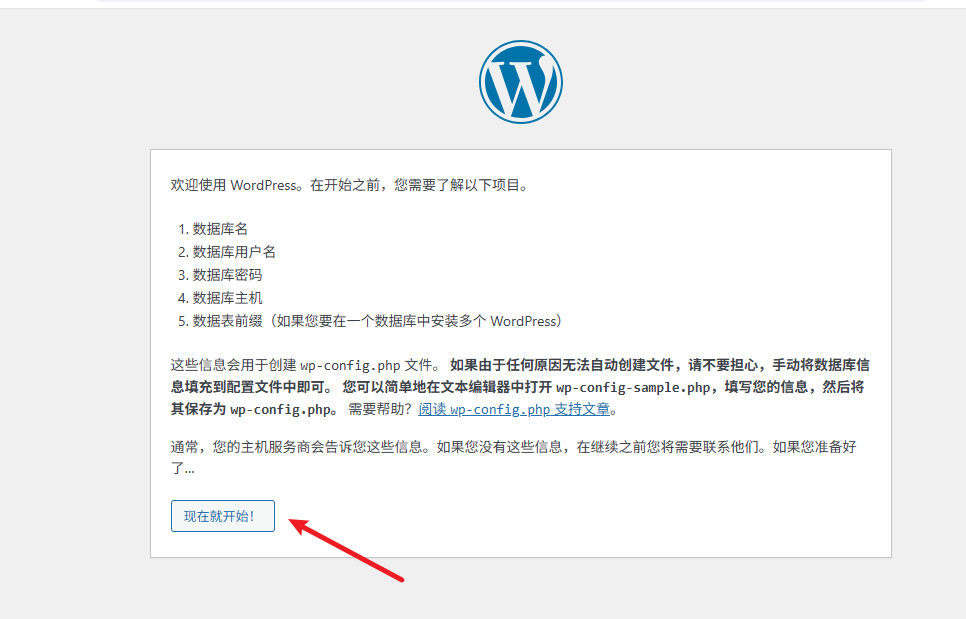 欢迎使用 WordPress。在开始之前，您需要了解以下项目。
1. 数据库名
2. 数据库用户名
3. 数据库密码
4. 数据库主机
5. 数据表前缀（如果您要在一个数据库中安装多个 WordPress）
这些信息会用于创建 wp-config.php 文件。 如果由于任何原因无法自动创建文件，请不要担心，手动将数据库信
息填充到配置文件中即可。 您可以简单地在文本编辑器中打开 wp-config-sample.php，填写您的信息，然后将
其保存为 wp-config.php。 需要帮助？阅读 wp-config.php 支持文章。
通常，您的主机服务商会告诉您这些信息。如果您没有这些信息，在继续之前您将需要联系他们。如果您准备好
了…
现在就开始！